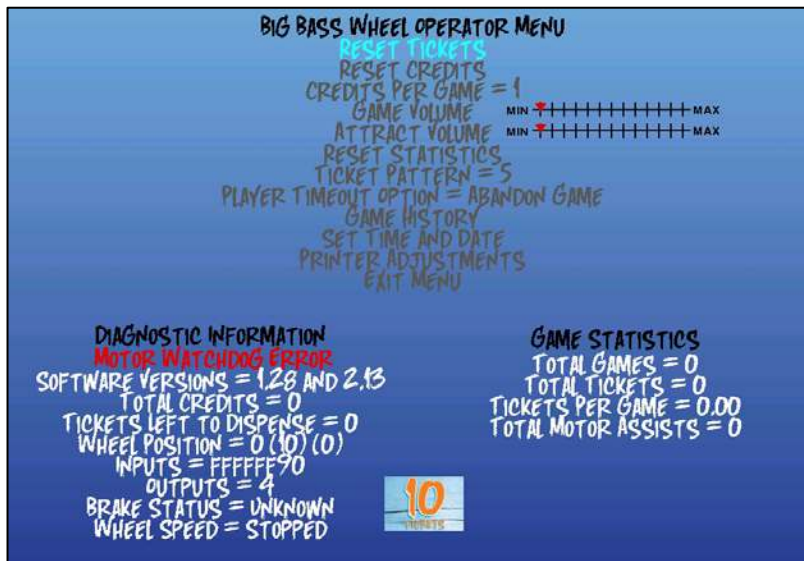 BIG BASS WHEEL OPERATOR MENU
RESET TICKETS
RESET CREDITS
CREDITS PER GAME = 1
GAME VOLUME MIN MAX
ATTRACT VOLUME MIN MAX
RESET STATISTICS
TICKET PATTERN = 5
PLAYER TIMEOUT OPTION = ABANDON GAME
GAME HISTORY
SET TIME AND DATE
PRINTER ADJUSTMENTS
EXIT MENU
DIAGNOSTIC INFORMATION
MOTOR WATCHDOG ERROR
SOFTWARE VERSIONS = 1.28 AND 2.13
TOTAL CREDITS = 0
TICKETS LEFT TO DISPENSE = 0
WHEEL POSITION = 0 (10) (0)
INPUTS = FFFFFF90
OUTPUTS = 4
BRAKE STATUS = UNKNOWN
WHEEL SPEED = STOPPED
10
TICKETS
GAME STATISTICS
TOTAL GAMES = 0
TOTAL TICKETS = 0
TICKETS PER GAME = 0.00
TOTAL MOTOR ASSISTS = 0